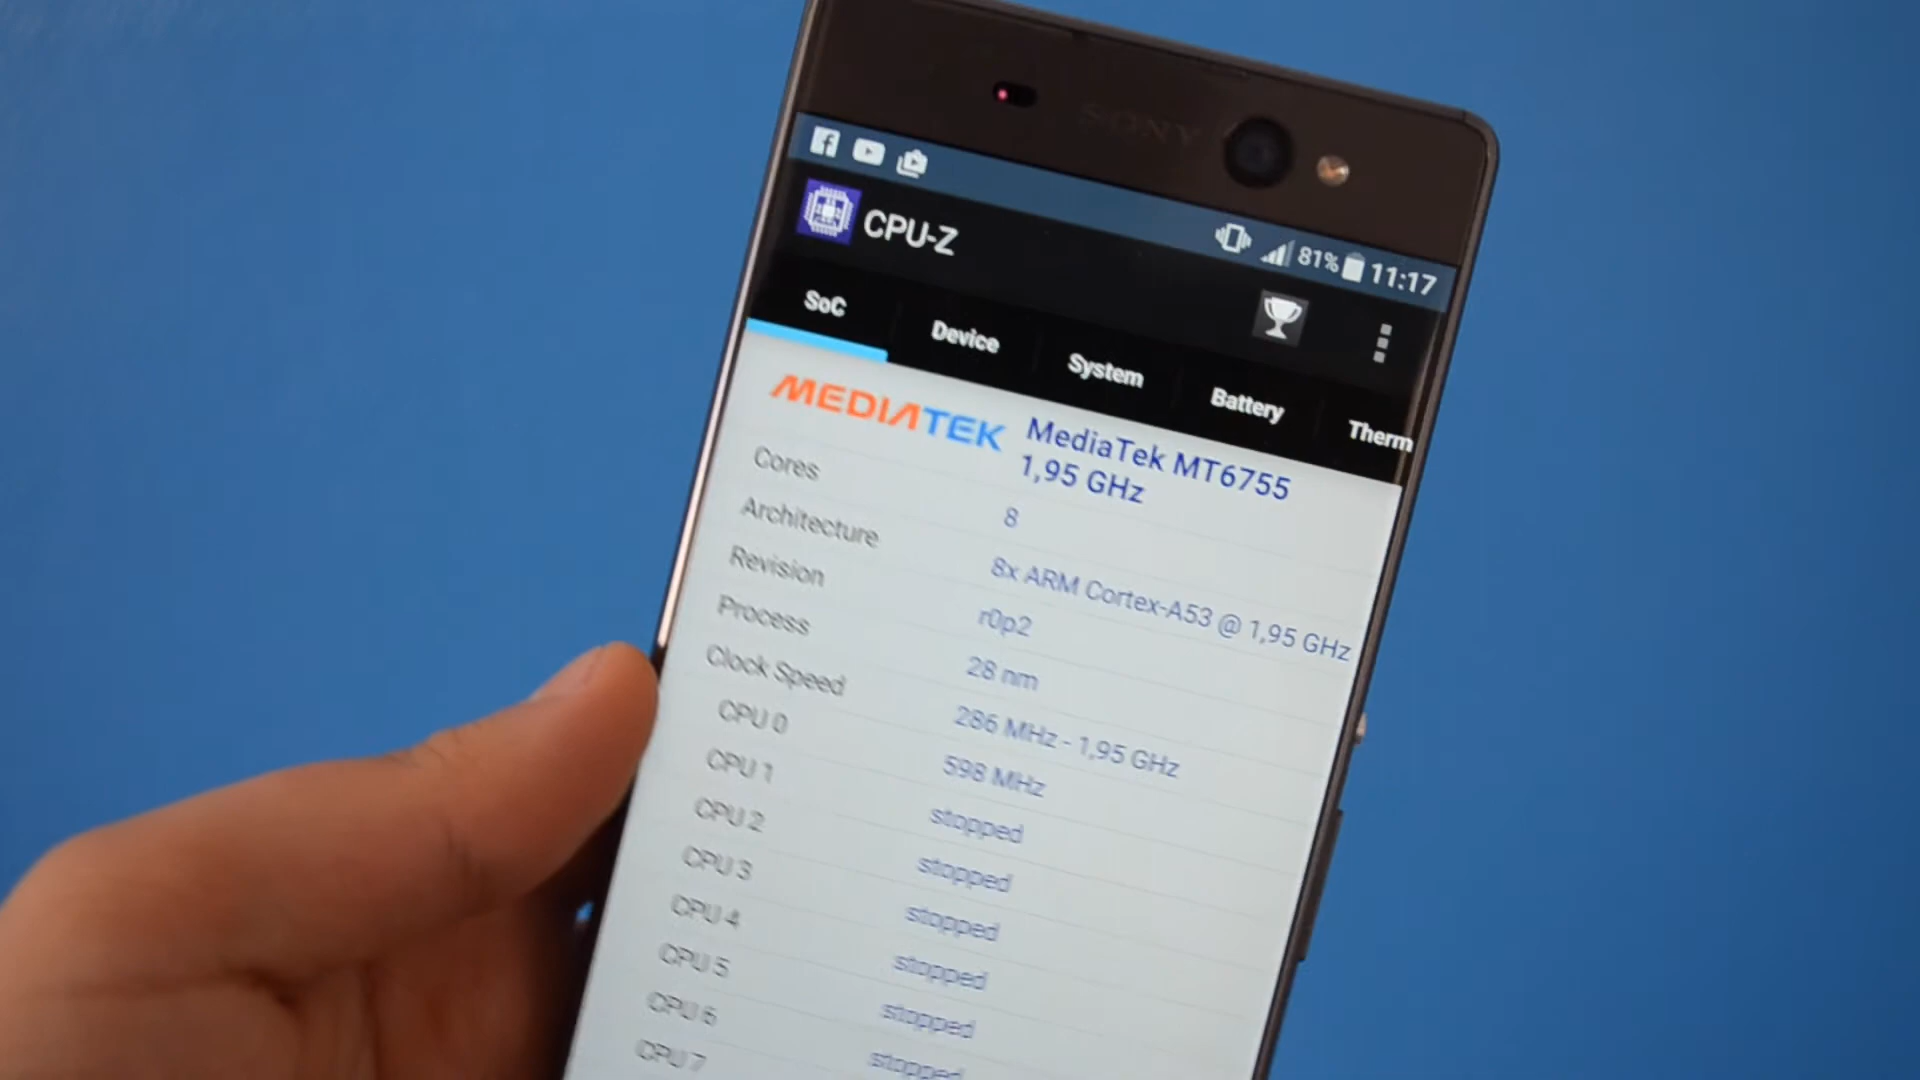 SONY
81% 11:17
CPU-Z
SoC Device System Battery Therm
MEDIATEK
MediaTek MT6755
1,95 GHz
Cores 8
Architecture 8x ARM Cortex-A53 @ 1,95 GHz
Revision r0p2
Process 28 nm
Clock Speed 286 MHz - 1,95 GHz
CPU 0 598 MHz
CPU 1 stopped
CPU 2 stopped
CPU 3 stopped
CPU 4 stopped
CPU 5 stopped
CPU 6 stopped
CPU 7